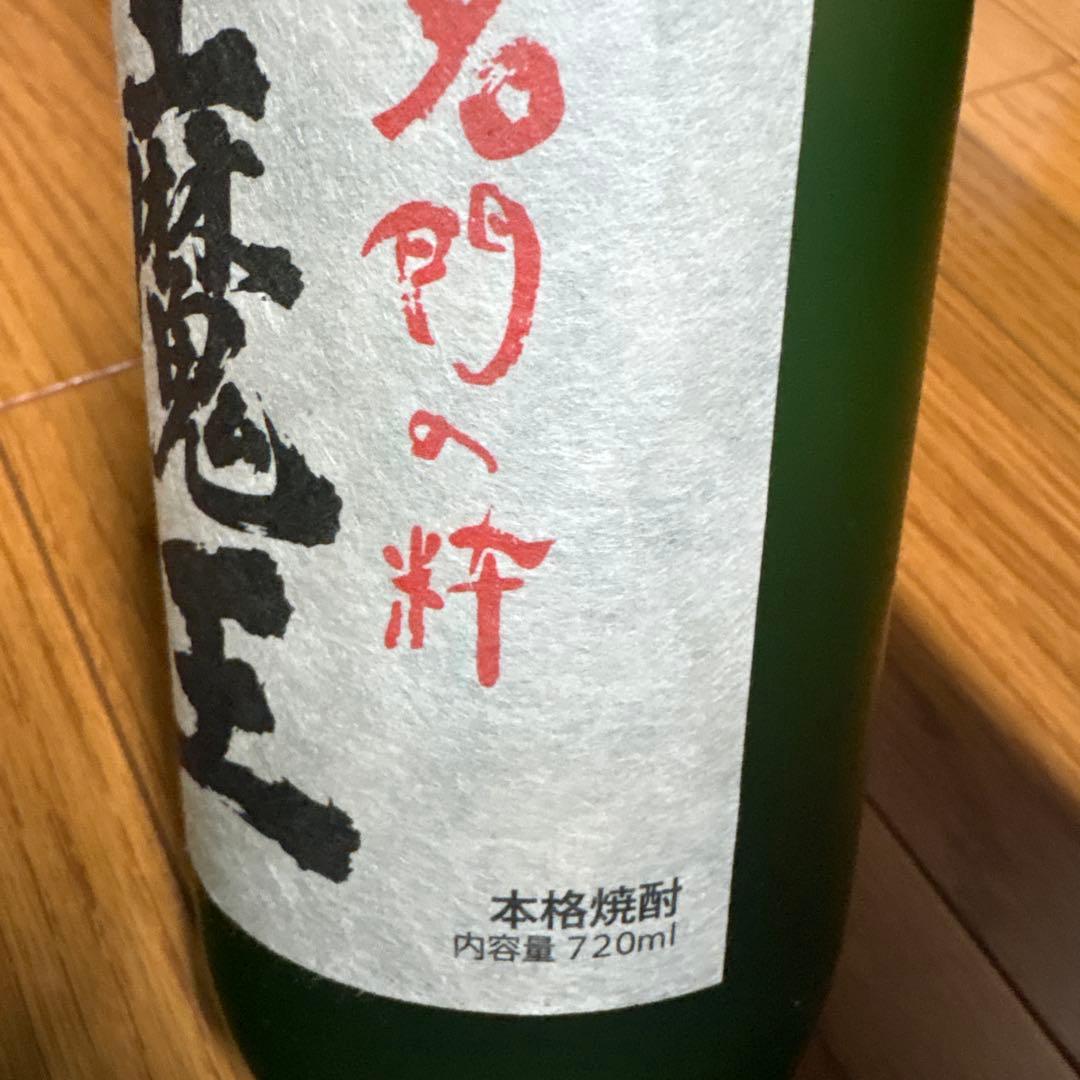 名門の粋
魔王
本格焼酎
内容量 720ml